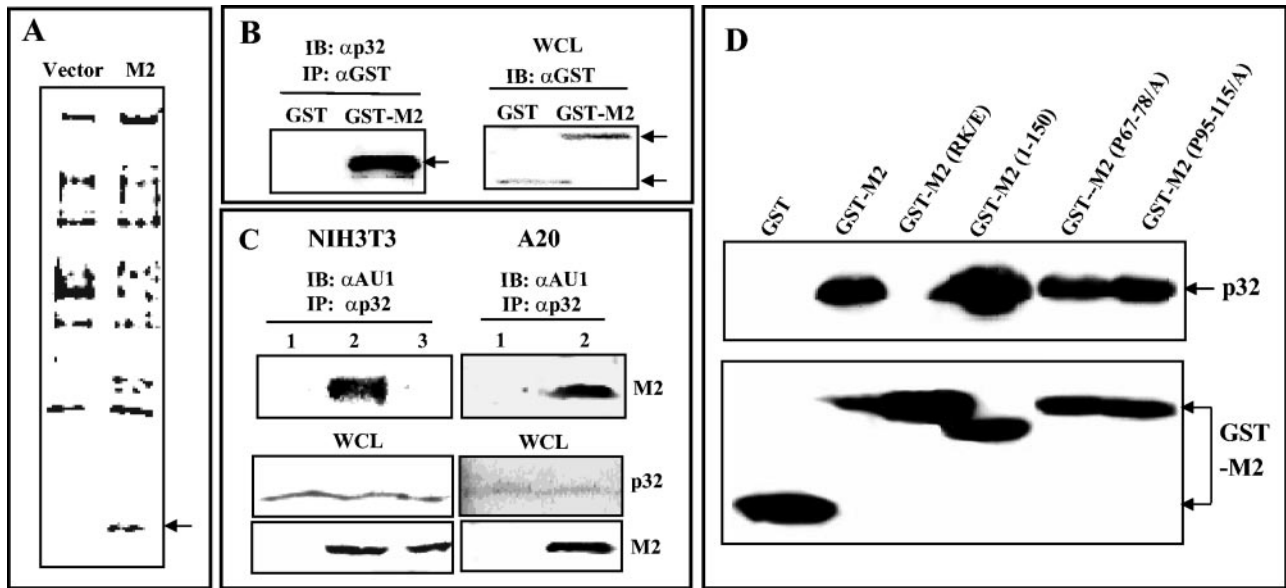 A
Vector M2
B
IB: αp32
IP: αGST
GST GST-M2
WCL
IB: αGST
GST GST-M2
C
NIH3T3
IB: αAU1
IP: αp32
1 2 3
A20
IB: αAU1
IP: αp32
1 2
M2
WCL WCL
p32
M2
D
GST
GST-M2
GST-M2 (RK/E)
GST-M2 (1-150)
GST--M2 (P67-78/A)
GST-M2 (P95-115/A)
p32
GST
-M2